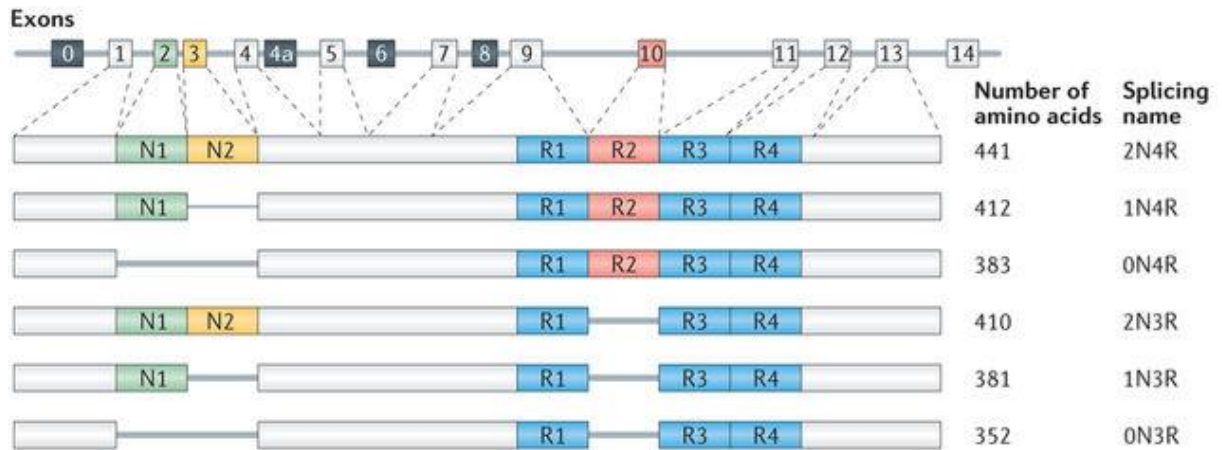 Exons
0 1 2 3 4 4a 5 6 7 8 9 10 11 12 13 14
Number of amino acids Splicing name
N1 N2 R1 R2 R3 R4 441 2N4R
N1 R1 R2 R3 R4 412 1N4R
R1 R2 R3 R4 383 0N4R
N1 N2 R1 R3 R4 410 2N3R
N1 R1 R3 R4 381 1N3R
R1 R3 R4 352 0N3R